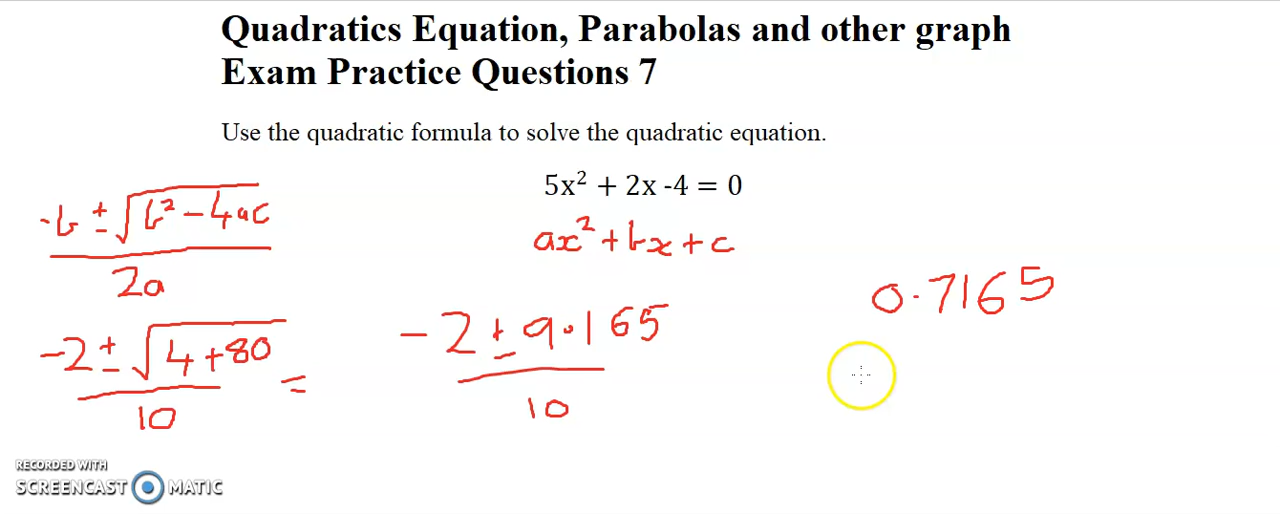 Quadratics Equation, Parabolas and other graph
Exam Practice Questions 7
Use the quadratic formula to solve the quadratic equation.
5x² + 2x -4 = 0
ax² + bx + c
-b ± √b² - 4ac
2a
-2 ± √4 + 80
10
=
-2 ± 9.165
10
0.7165
RECORDED WITH
SCREENCAST MATIC